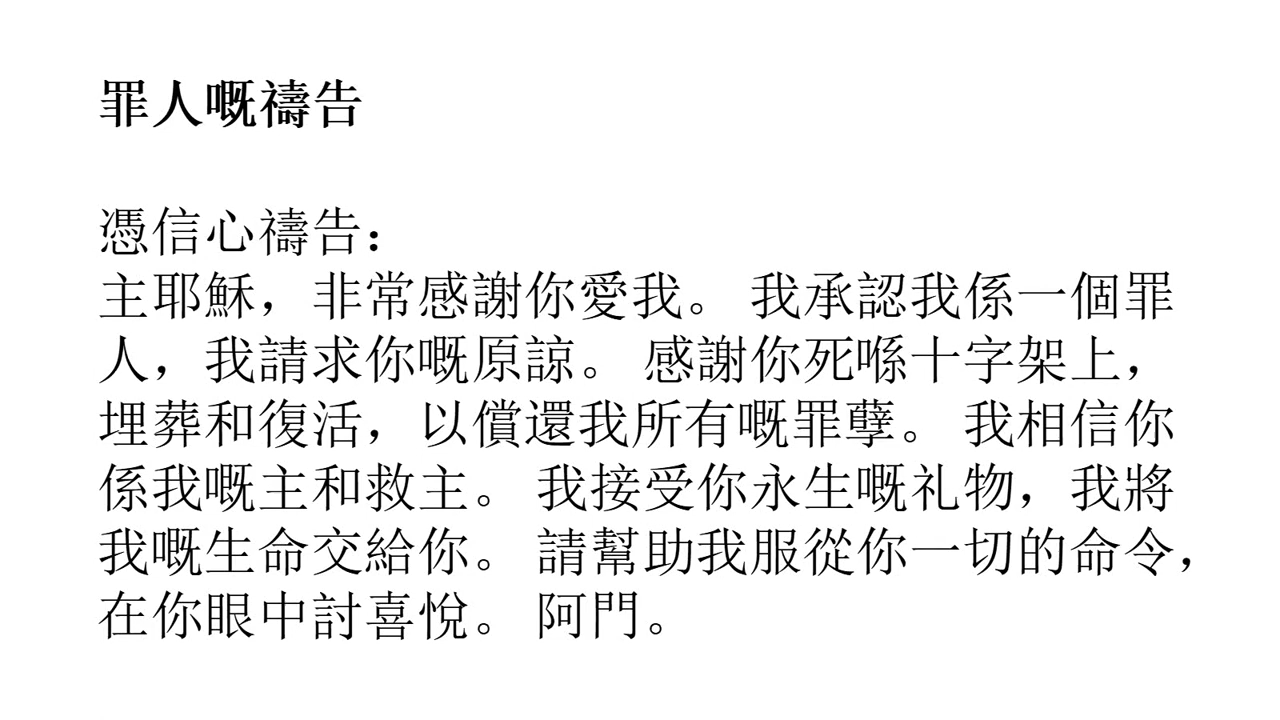 罪人嘅禱告
憑信心禱告：
主耶穌，非常感謝你愛我。 我承認我係一個罪
人，我請求你嘅原諒。 感謝你死喺十字架上，
埋葬和復活，以償還我所有嘅罪孽。 我相信你
係我嘅主和救主。 我接受你永生嘅礼物，我將
我嘅生命交給你。 請幫助我服從你一切的命令，
在你眼中討喜悅。 阿門。